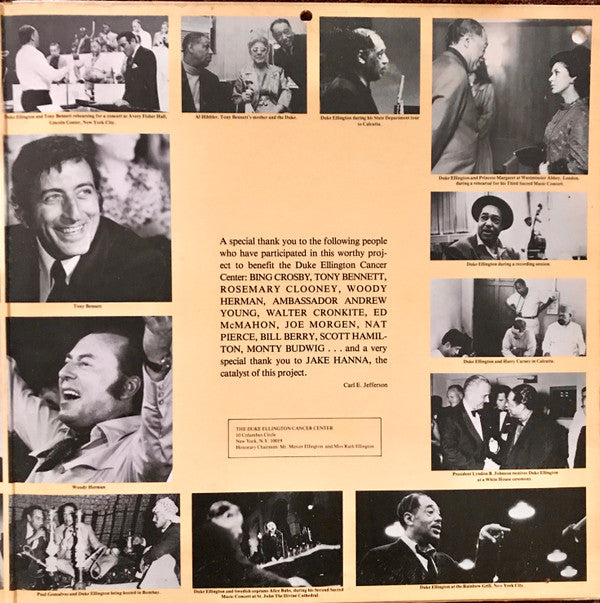 Duke Ellington and Tony Bennett rehearsing for a concert at Avery Fisher Hall,
Lincoln Center, New York City.
Al Hibbler, Tony Bennett's mother and the Duke.
Duke Ellington during his State Department tour
to Calcutta.
Duke Ellington and Princess Margaret at Westminster Abbey, London,
during a rehearsal for his Third Sacred Music Concert.
Tony Bennett
A special thank you to the following people
who have participated in this worthy proj-
ect to benefit the Duke Ellington Cancer
Center: BING CROSBY, TONY BENNETT,
ROSEMARY CLOONEY, WOODY
HERMAN, AMBASSADOR ANDREW
YOUNG, WALTER CRONKITE, ED
McMAHON, JOE MORGEN, NAT
PIERCE, BILL BERRY, SCOTT HAMIL-
TON, MONTY BUDWIG . . . and a very
special thank you to JAKE HANNA, the
catalyst of this project.
Carl E. Jefferson
Duke Ellington during a recording session.
Duke Ellington and Harry Carney in Calcutta.
THE DUKE ELLINGTON CANCER CENTER
10 Columbus Circle
New York, N.Y. 10019
Honorary Chairmen: Mr. Mercer Ellington and Miss Ruth Ellington
President Lyndon B. Johnson receives Duke Ellington
at a White House ceremony.
Woody Herman
Paul Gonsalves and Duke Ellington being hosted in Bombay.
Duke Ellington and Swedish soprano Alice Babs, during his Second Sacred
Music Concert at St. John The Divine Cathedral
Duke Ellington at the Rainbow Grill, New York City.